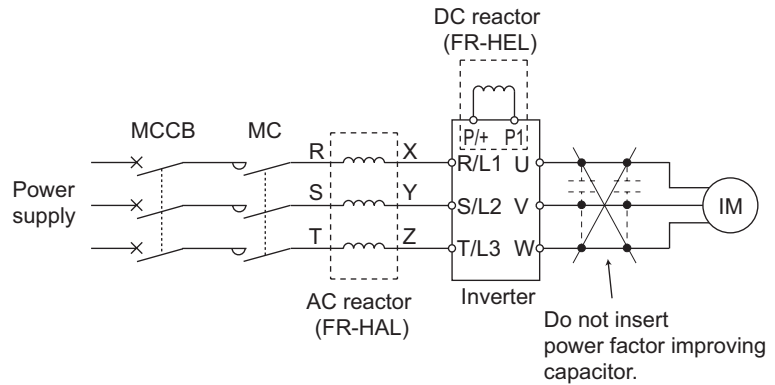 DC reactor
(FR-HEL)
MCCB
MC
P/+ P1
R X R/L1 U
Power
supply
S Y S/L2 V
IM
T Z T/L3 W
AC reactor
(FR-HAL)
Inverter
Do not insert
power factor improving
capacitor.